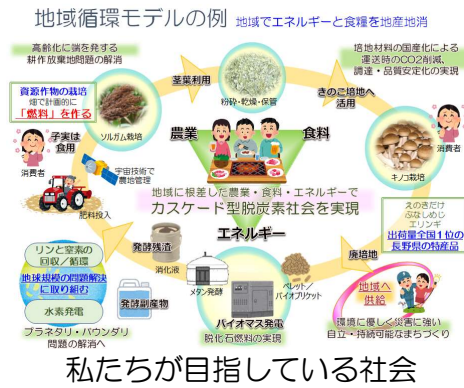 地域循環モデルの例 地域でエネルギーと食糧を地産地消
高齢化に端を発する
耕作放棄地問題の解消
培地材料の国産化による
運送時のCO2削減、
調達・品質安定化の実現
茎葉利用
きのこ培地へ
活用
資源作物の栽培
畑で計画的に
「燃料」を作る
粉砕・乾燥・保管
ソルガム栽培
農業
食料
子実は
食用
消費者
宇宙技術で
農地管理
消費者
キノコ栽培
地域に根差した農業・食料・エネルギーで
カスケード型脱炭素社会を実現
肥料投入
えのきだけ
ぶなしめじ
エリンギ
出荷量全国1位の
長野県の特産品
エネルギー
発酵残渣
消化液
メタン発酵
ペレット/
バイオブリケット
廃培地
リンと窒素の
回収/循環
地球規模の問題解決
に取り組む
水素発電
発酵副産物
地域へ
供給
プラネタリ・バウンダリ
問題の解消へ
バイオマス発電
脱化石燃料の実現
環境に優しく災害に強い
自立・持続可能なまちづくり
私たちが目指している社会